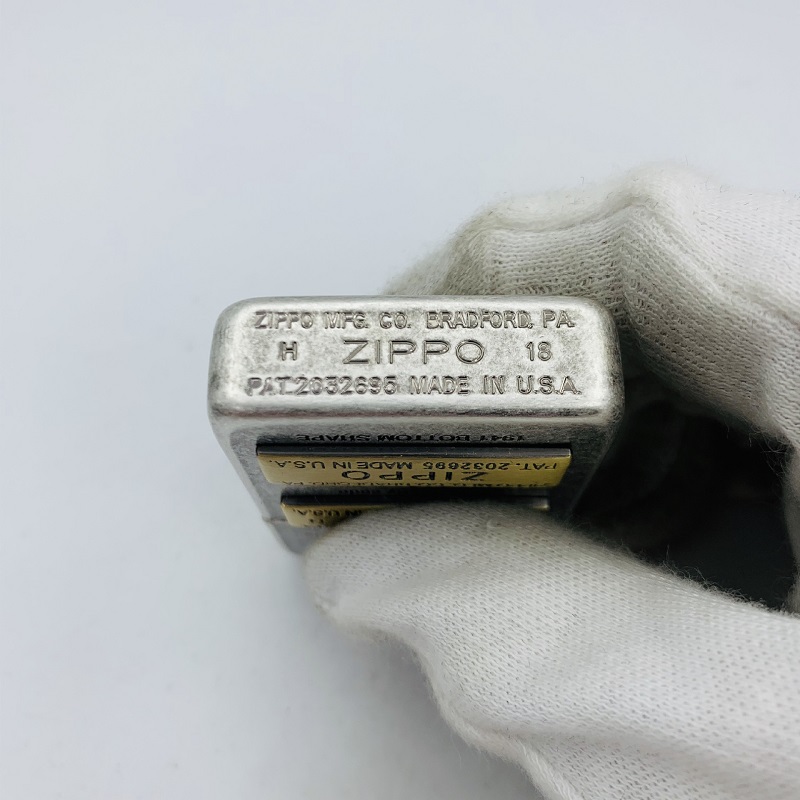 ZIPPO MFG. CO. BRADFORD, PA.
H ZIPPO 18
PAT.2032695 MADE IN U.S.A.
1941 BOTTOM SHAPE
PAT. 2032695 MADE IN U.S.A.
ZIPPO
IN U.S.A.